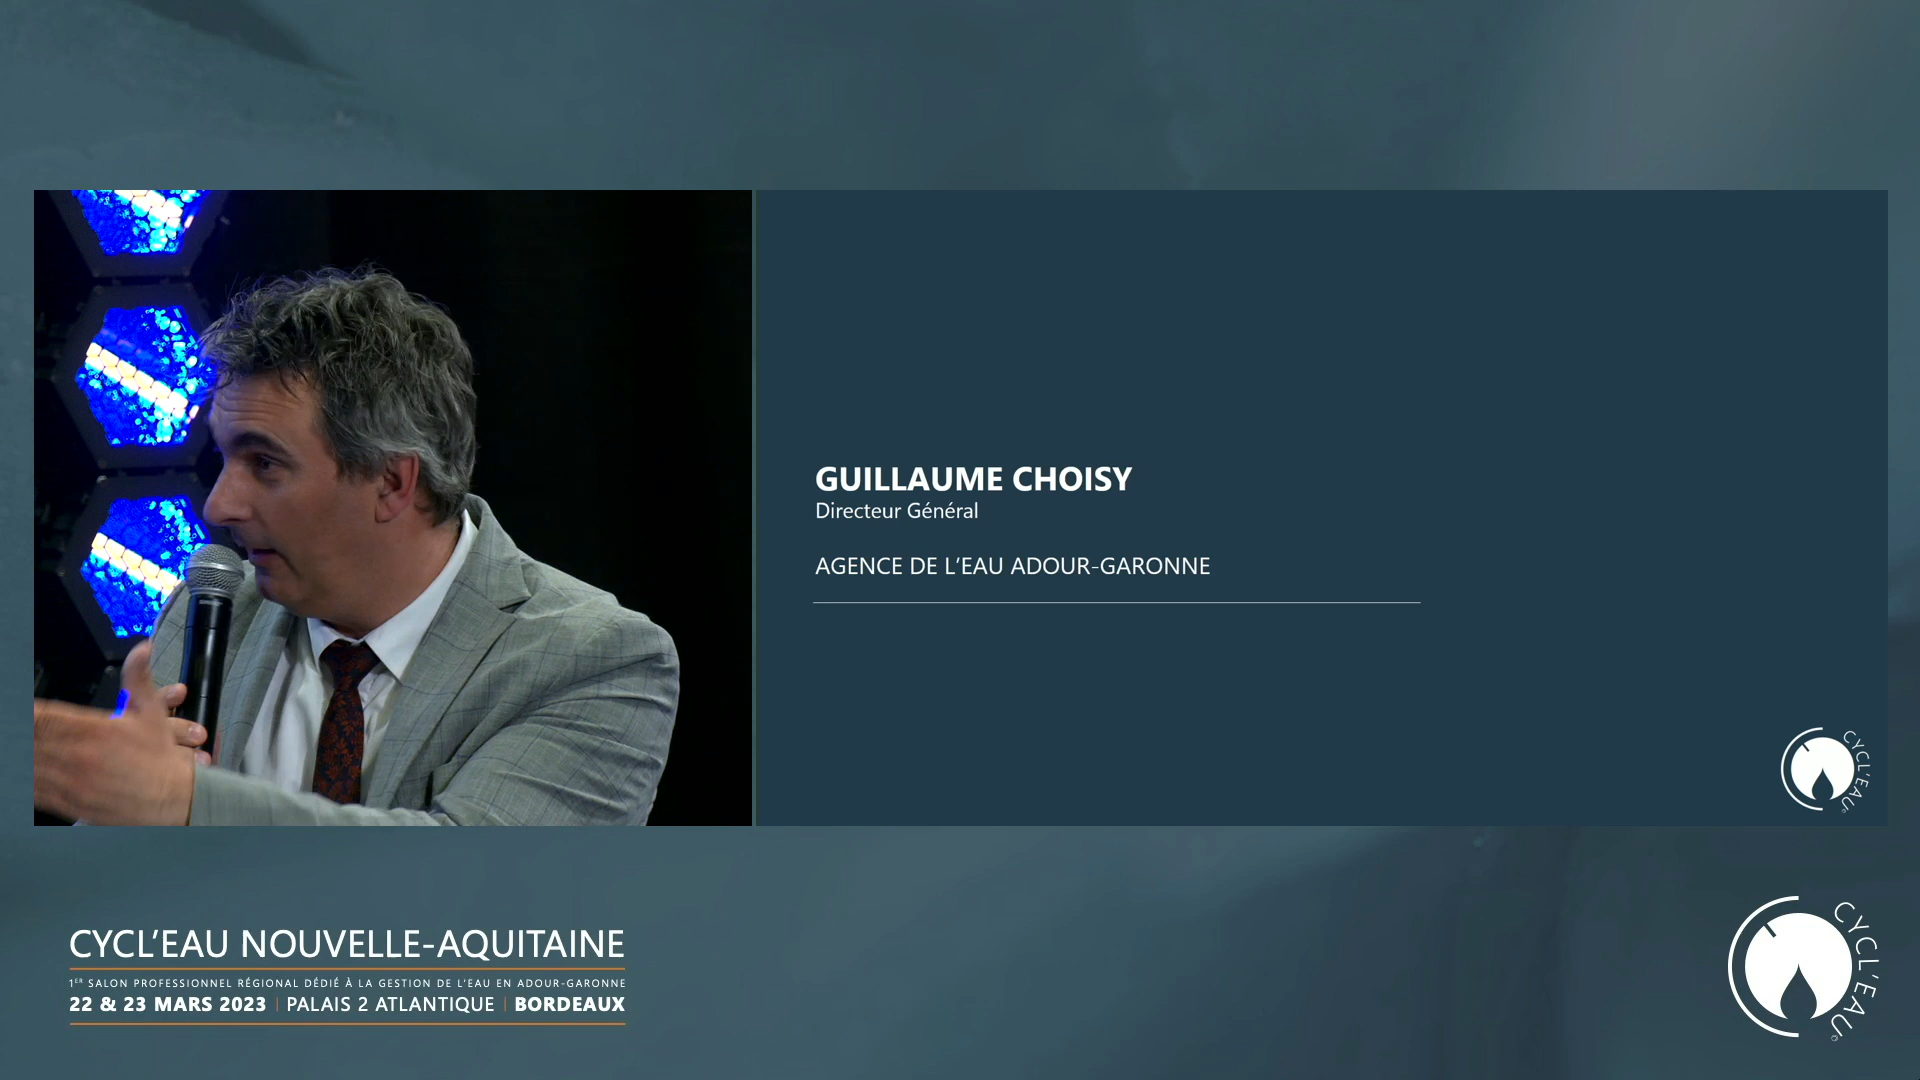 GUILLAUME CHOISY
Directeur Général
AGENCE DE L’EAU ADOUR-GARONNE
CYCL'EAU
CYCL’EAU NOUVELLE-AQUITAINE
1ER SALON PROFESSIONNEL RÉGIONAL DÉDIÉ À LA GESTION DE L’EAU EN ADOUR-GARONNE
22 & 23 MARS 2023 | PALAIS 2 ATLANTIQUE | BORDEAUX
CYCL'EAU